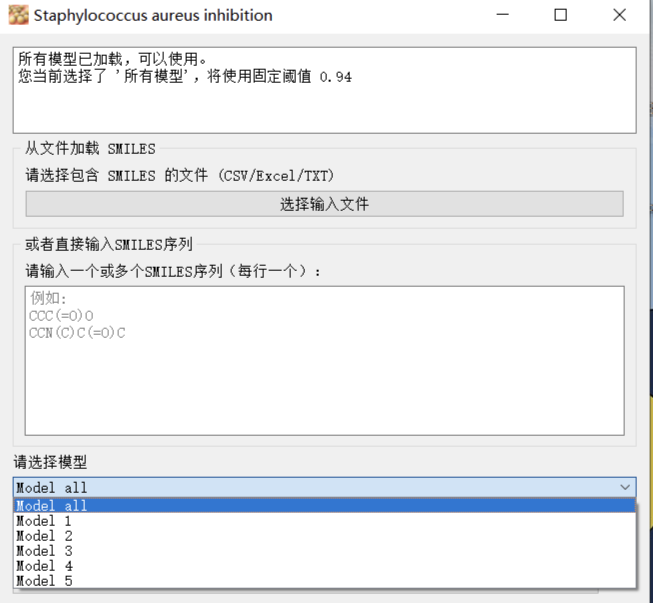 Staphylococcus aureus inhibition
所有模型已加载，可以使用。
您当前选择了 '所有模型'，将使用固定阈值 0.94
从文件加载 SMILES
请选择包含 SMILES 的文件 (CSV/Excel/TXT)
选择输入文件
或者直接输入SMILES序列
请输入一个或多个SMILES序列（每行一个）：
例如:
CCC(=O)O
CCN(C)C(=O)C
请选择模型
Model all
Model all
Model 1
Model 2
Model 3
Model 4
Model 5